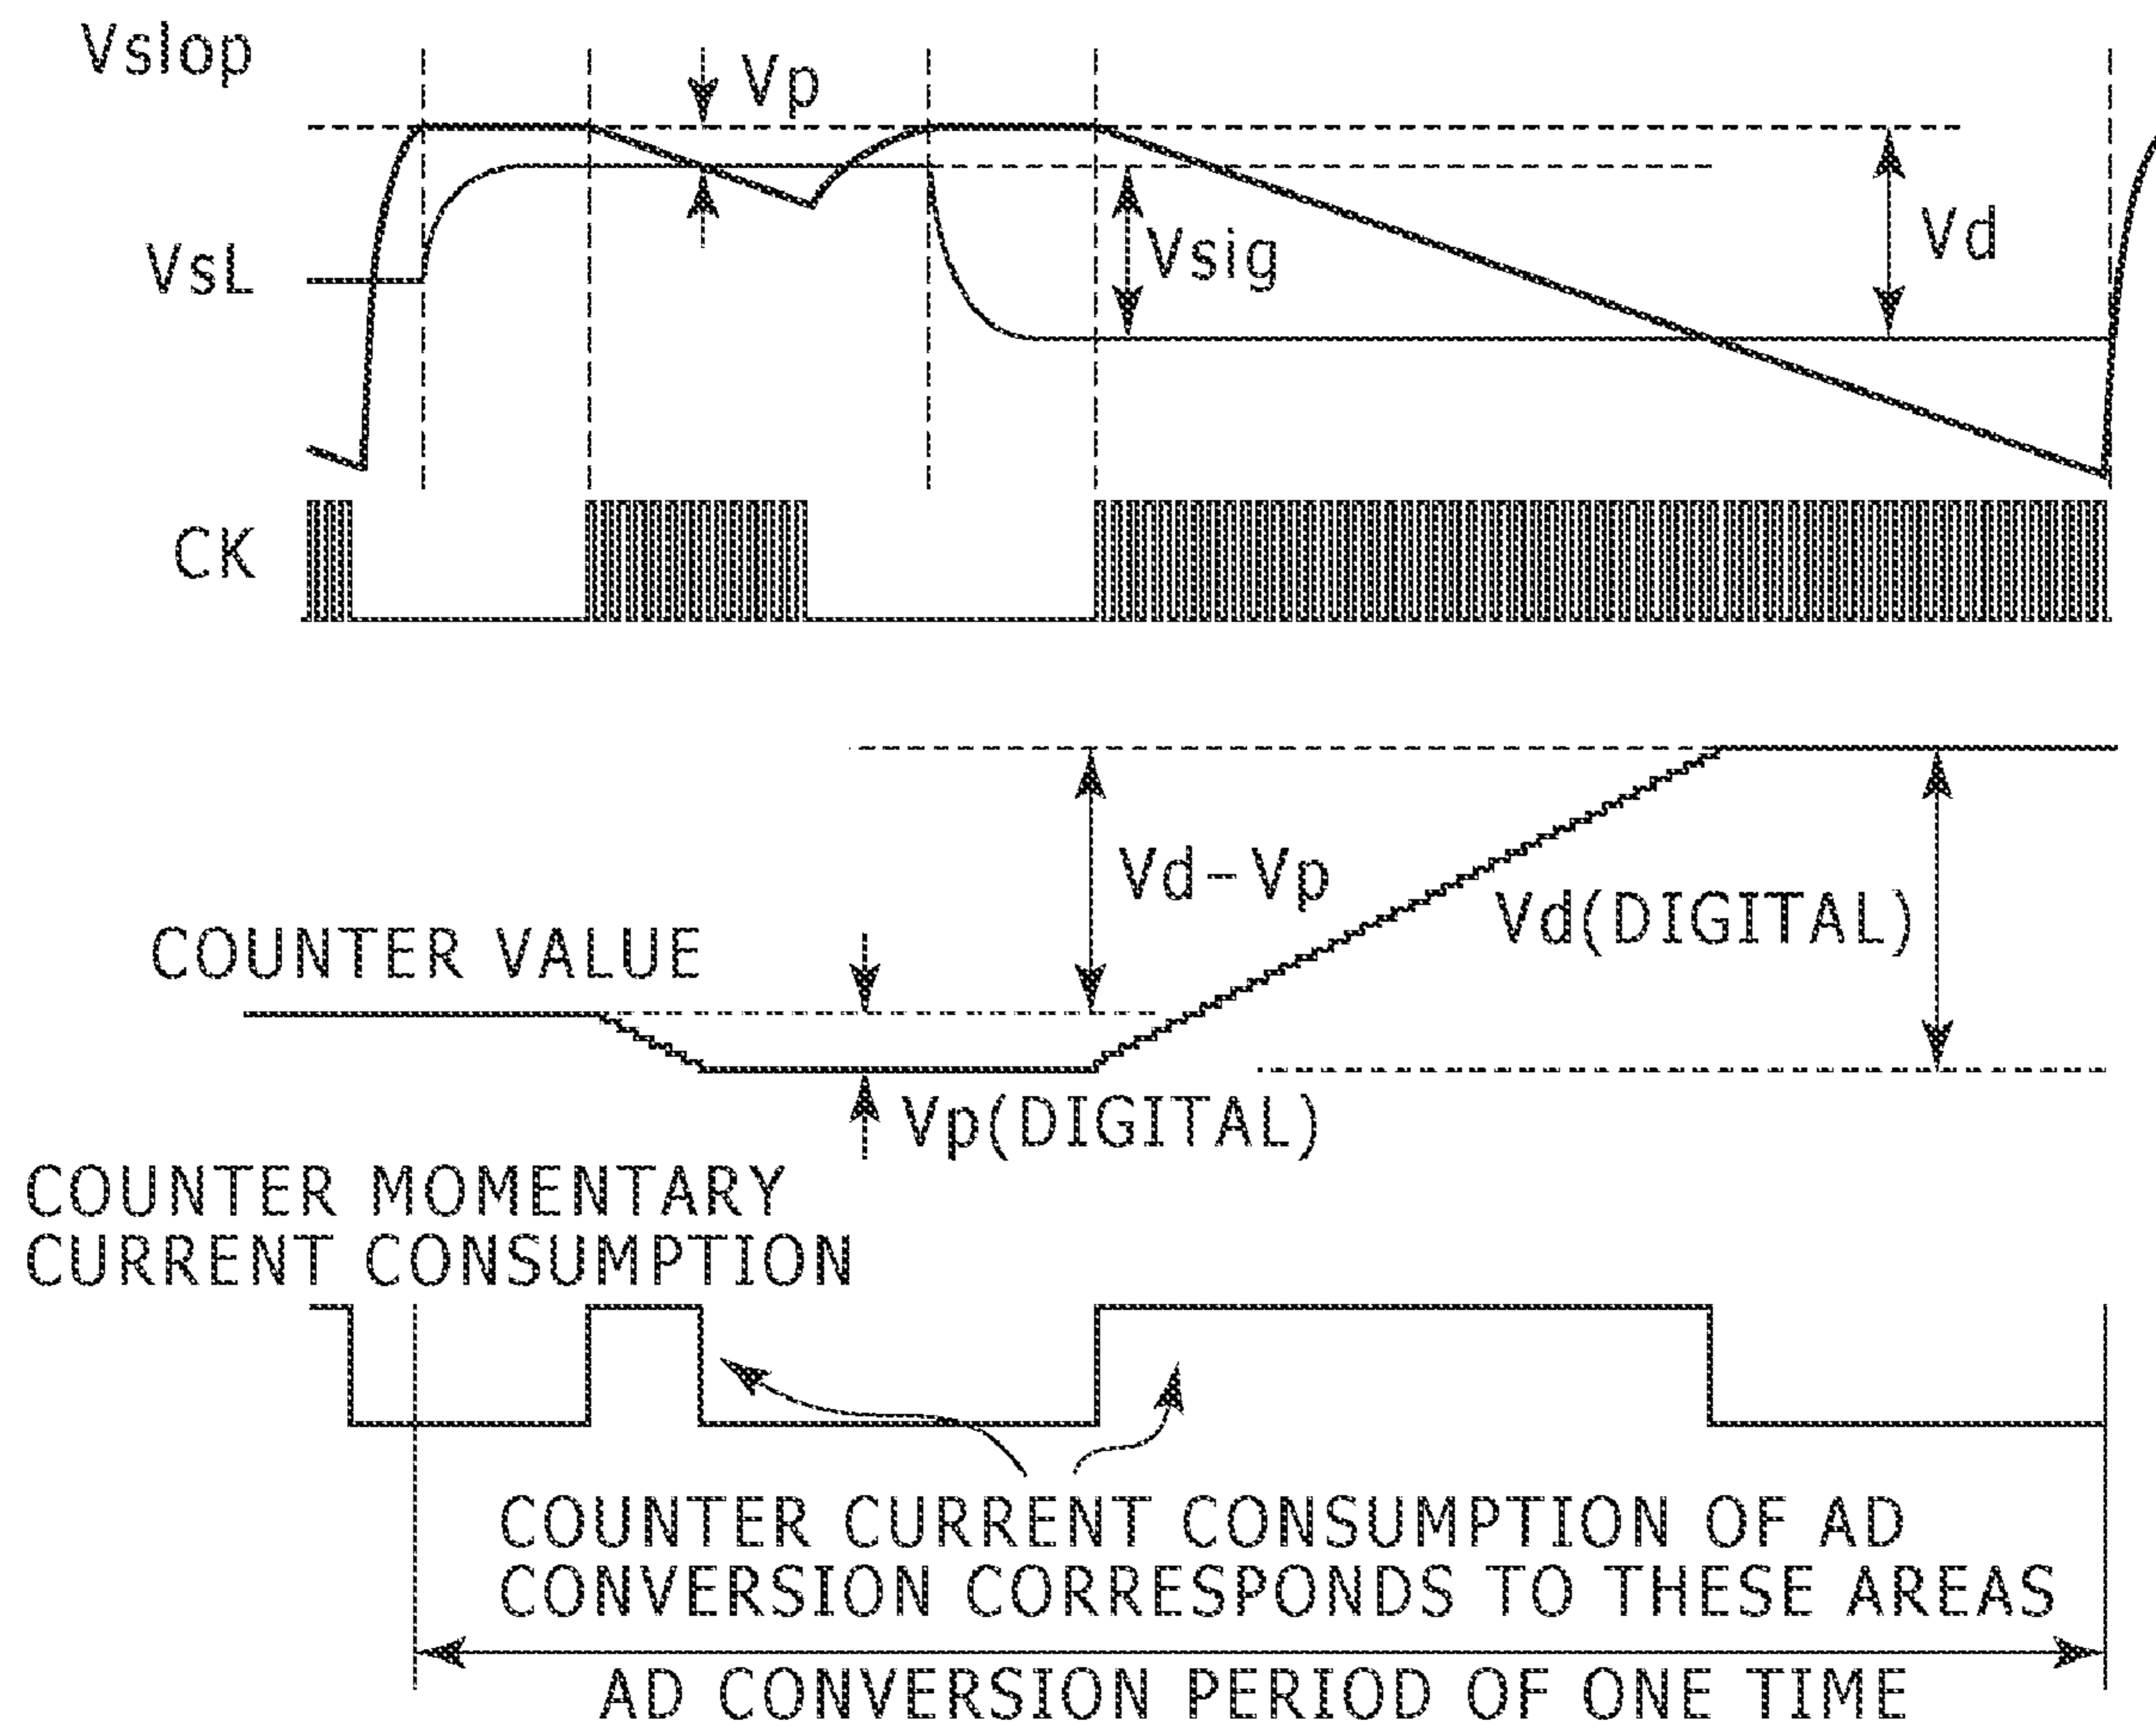 Vslop
Vp
VsL
Vsig
Vd
CK
Vd-Vp
Vd(DIGITAL)
COUNTER VALUE
Vp(DIGITAL)
COUNTER MOMENTARY
CURRENT CONSUMPTION
COUNTER CURRENT CONSUMPTION OF AD
CONVERSION CORRESPONDS TO THESE AREAS
AD CONVERSION PERIOD OF ONE TIME